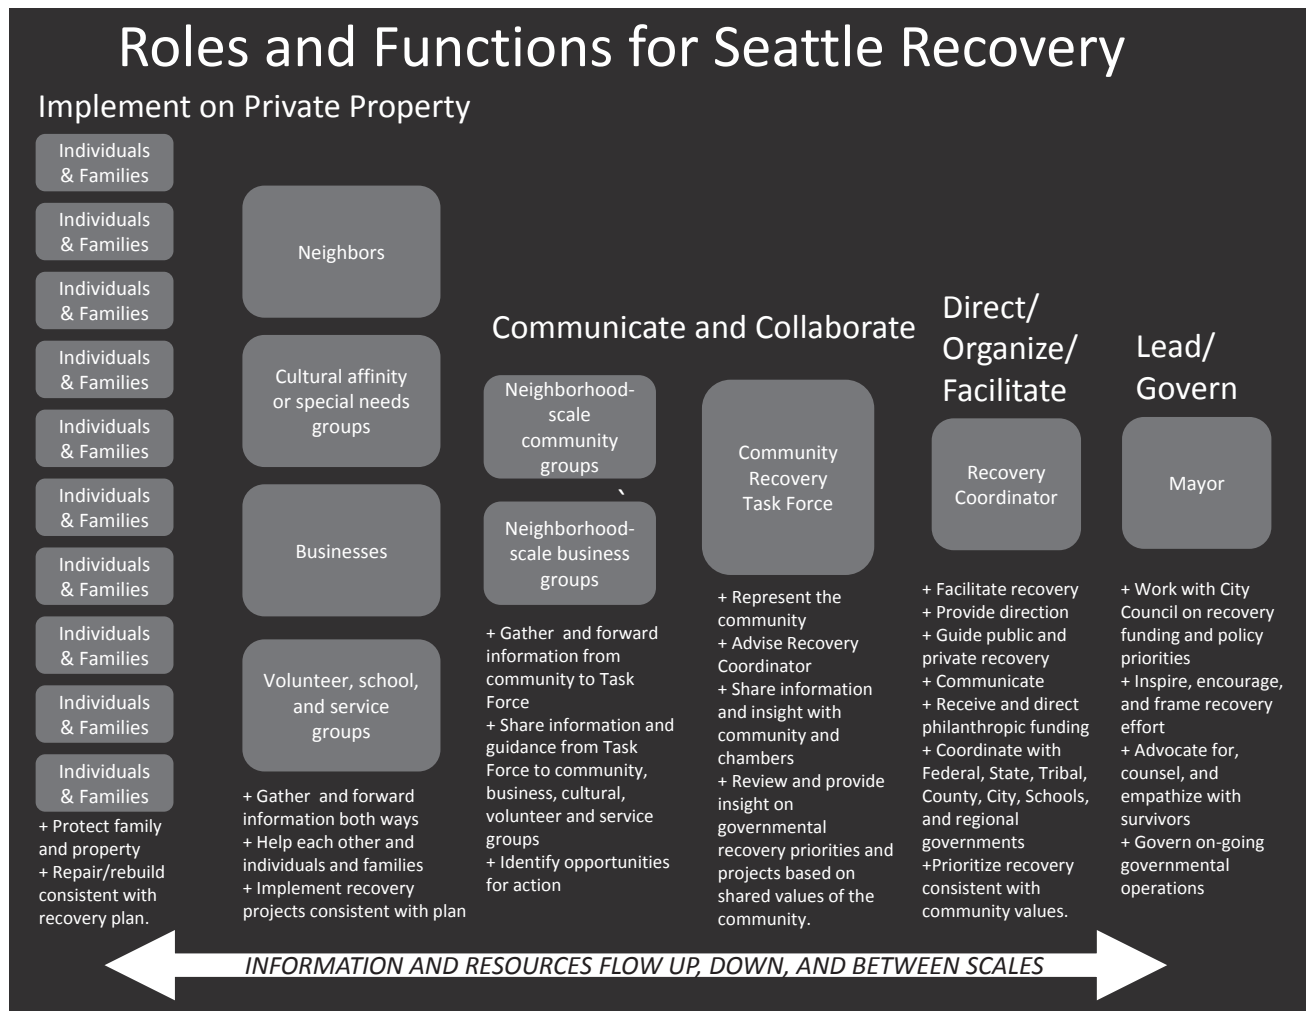 Roles and Functions for Seattle Recovery
Implement on Private Property
Individuals
& Families
Individuals
& Families
Individuals
& Families
Individuals
& Families
Individuals
& Families
Individuals
& Families
Individuals
& Families
Individuals
& Families
Individuals
& Families
Individuals
& Families
+ Protect family
and property
+ Repair/rebuild
consistent with
recovery plan.
Neighbors
Cultural affinity
or special needs
groups
Businesses
Volunteer, school,
and service
groups
+ Gather and forward
information both ways
+ Help each other and
individuals and families
+ Implement recovery
projects consistent with plan
Communicate and Collaborate
Neighborhood-
scale
community
groups
`
Neighborhood-
scale business
groups
+ Gather and forward
information from
community to Task
Force
+ Share information and
guidance from Task
Force to community,
business, cultural,
volunteer and service
groups
+ Identify opportunities
for action
Community
Recovery
Task Force
+ Represent the
community
+ Advise Recovery
Coordinator
+ Share information
and insight with
community and
chambers
+ Review and provide
insight on
governmental
recovery priorities and
projects based on
shared values of the
community.
Direct/
Organize/
Facilitate
Recovery
Coordinator
+ Facilitate recovery
+ Provide direction
+ Guide public and
private recovery
+ Communicate
+ Receive and direct
philanthropic funding
+ Coordinate with
Federal, State, Tribal,
County, City, Schools,
and regional
governments
+Prioritize recovery
consistent with
community values.
Lead/
Govern
Mayor
+ Work with City
Council on recovery
funding and policy
priorities
+ Inspire, encourage,
and frame recovery
effort
+ Advocate for,
counsel, and
empathize with
survivors
+ Govern on-going
governmental
operations
INFORMATION AND RESOURCES FLOW UP, DOWN, AND BETWEEN SCALES